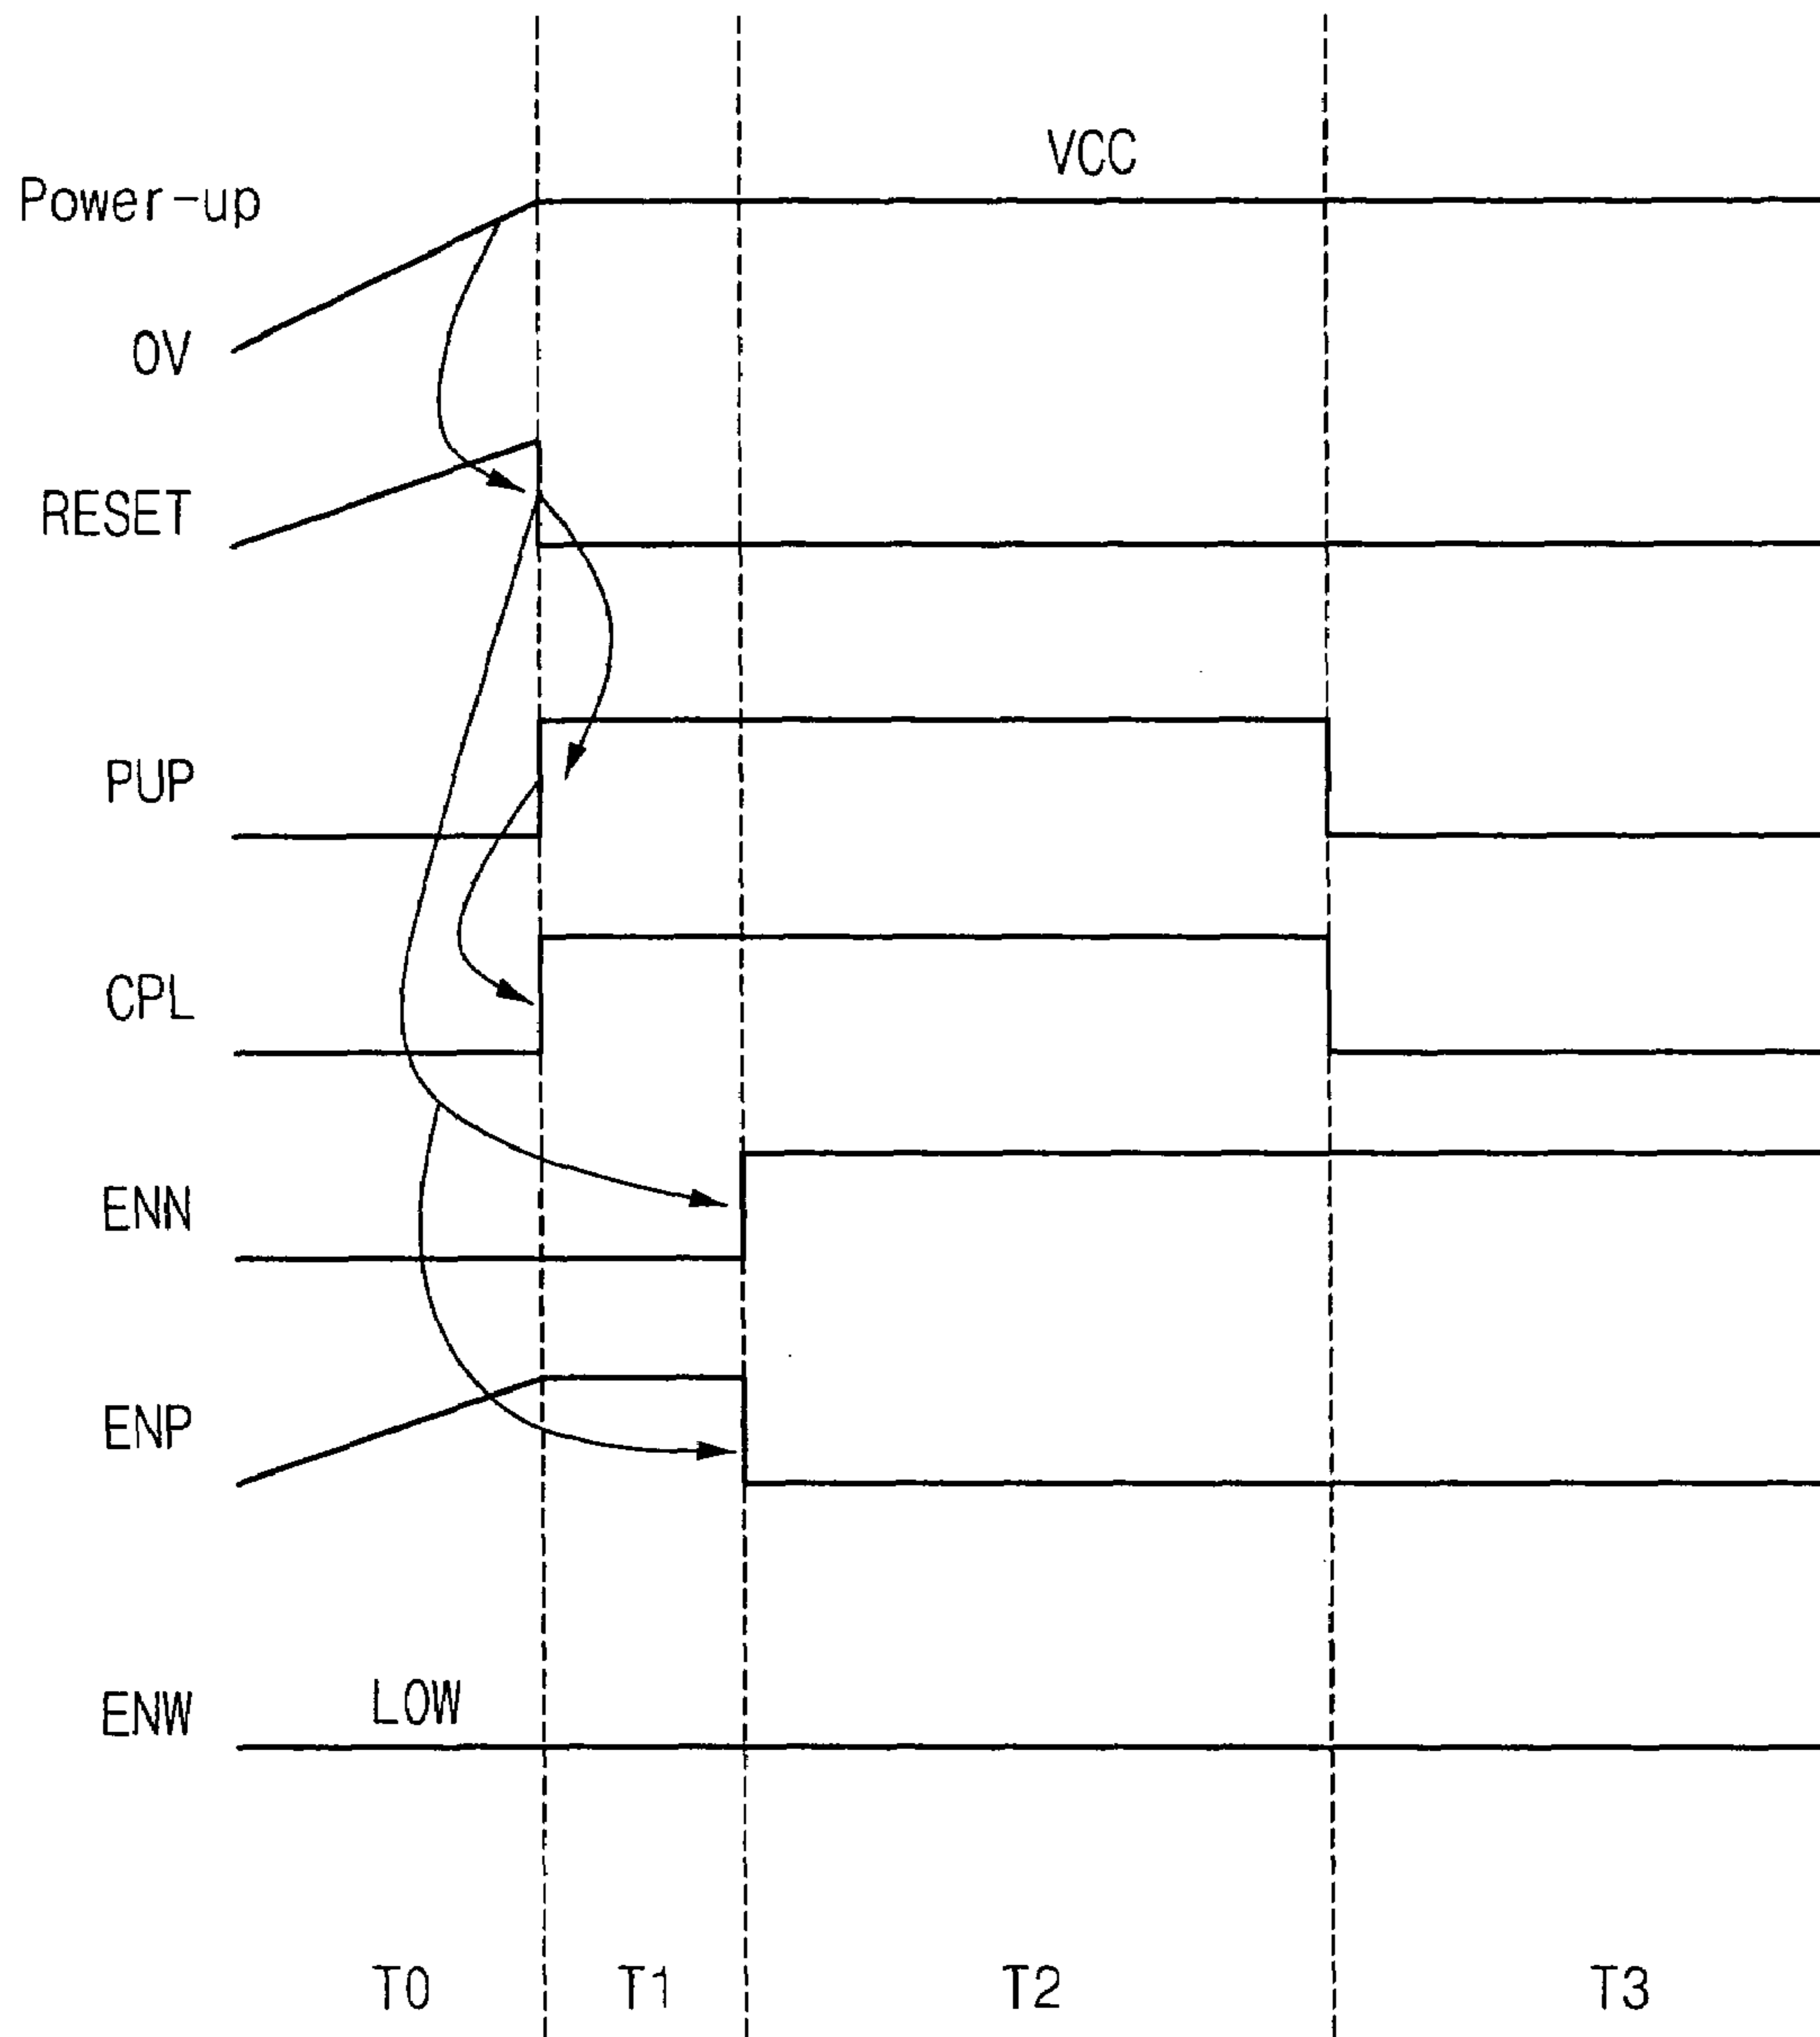 VCC
Power-up
0V
RESET
PUP
CPL
ENN
ENP
ENW
LOW
T0 T1 T2 T3